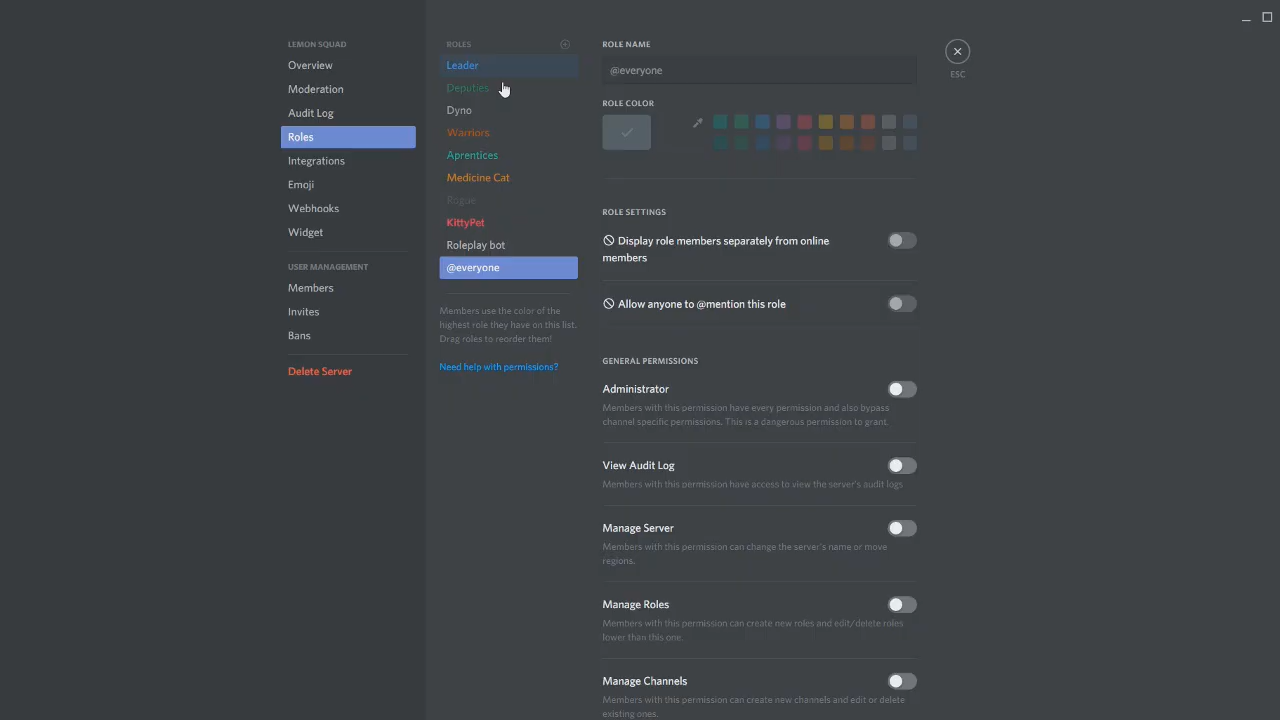 LEMON SQUAD
Overview
Moderation
Audit Log
Roles
Integrations
Emoji
Webhooks
Widget
USER MANAGEMENT
Members
Invites
Bans
Delete Server
ROLES
Leader
Deputies
Dyno
Warriors
Aprentices
Medicine Cat
Rogue
KittyPet
Roleplay bot
@everyone
Members use the color of the
highest role they have on this list.
Drag roles to reorder them!
Need help with permissions?
ROLE NAME
@everyone
ROLE COLOR
ROLE SETTINGS
Display role members separately from online
members
Allow anyone to @mention this role
GENERAL PERMISSIONS
Administrator
Members with this permission have every permission and also bypass
channel specific permissions. This is a dangerous permission to grant.
View Audit Log
Members with this permission have access to view the server's audit logs
Manage Server
Members with this permission can change the server's name or move
regions.
Manage Roles
Members with this permission can create new roles and edit/delete roles
lower than this one.
Manage Channels
Members with this permission can create new channels and edit or delete
existing ones.
ESC